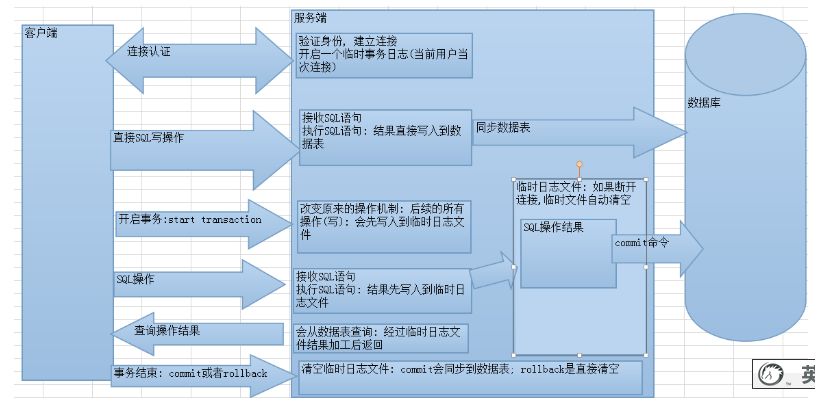 客户端
服务端
连接认证
验证身份, 建立连接
开启一个临时事务日志(当前用户当
次连接)
数据库
直接SQL写操作
接收SQL语句
执行SQL语句: 结果直接写入到数
据表
同步数据表
临时日志文件: 如果断开
连接,临时文件自动清空
开启事务:start transaction
改变原来的操作机制: 后续的所有
操作(写): 会先写入到临时日志文
件
SQL操作结果
commit命令
SQL操作
接收SQL语句
执行SQL语句: 结果先写入到临时日
志文件
查询操作结果
会从数据表查询: 经过临时日志文
件结果加工后返回
事务结束: commit或者rollback
清空临时日志文件: commit会同步到数据表; rollback是直接清空
英